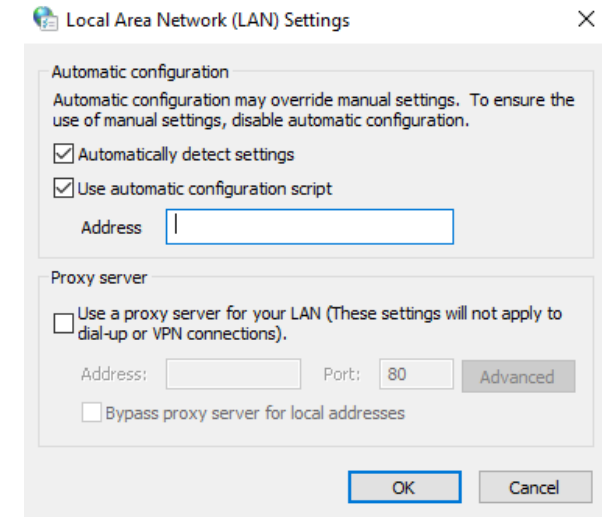 Local Area Network (LAN) Settings
Automatic configuration
Automatic configuration may override manual settings. To ensure the
use of manual settings, disable automatic configuration.
Automatically detect settings
Use automatic configuration script
Address
Proxy server
Use a proxy server for your LAN (These settings will not apply to
dial-up or VPN connections).
Address: Port: 80 Advanced
Bypass proxy server for local addresses
OK Cancel